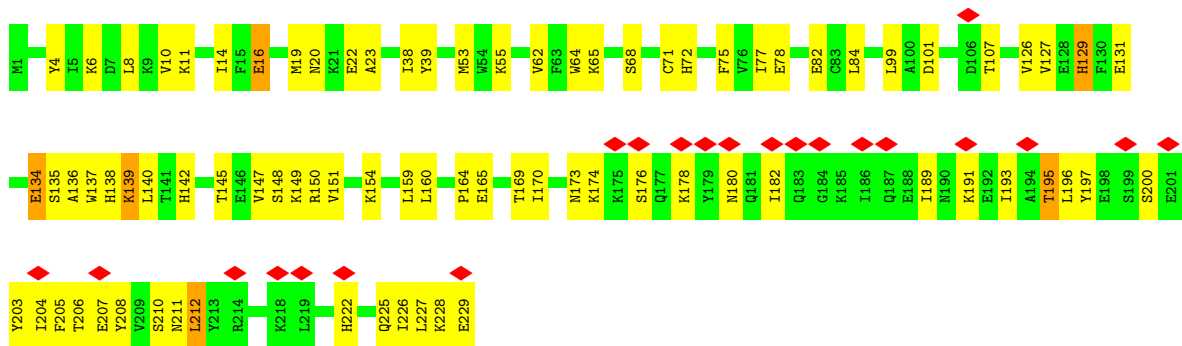 M1 Y4 I5 K6 D7 L8 K9 V10 K11 I14 F15 E16 M19 N20 K21 E22 A23 I38 Y39 M53 W54 K55 V62 F63 W64 K65 S68 C71 H72 F75 V76 I77 E78 E82 C83 L84 L99 A100 D101 D106 T107 V126 V127 E128 H129 F130 E131
E134 S135 A136 W137 H138 K139 L140 T141 H142 T145 E146 V147 S148 K149 R150 V151 K154 L159 L160 P164 E165 T169 I170 N173 K174 K175 S176 Q177 K178 Y179 N180 Q181 I182 Q183 G184 K185 I186 Q187 E188 I189 N190 K191 E192 I193 A194 T195 L196 Y197 E198 S199 S200 E201
Y203 I204 F205 T206 E207 Y208 V209 S210 N211 L212 Y213 R214 K218 L219 H222 Q225 I226 L227 K228 E229